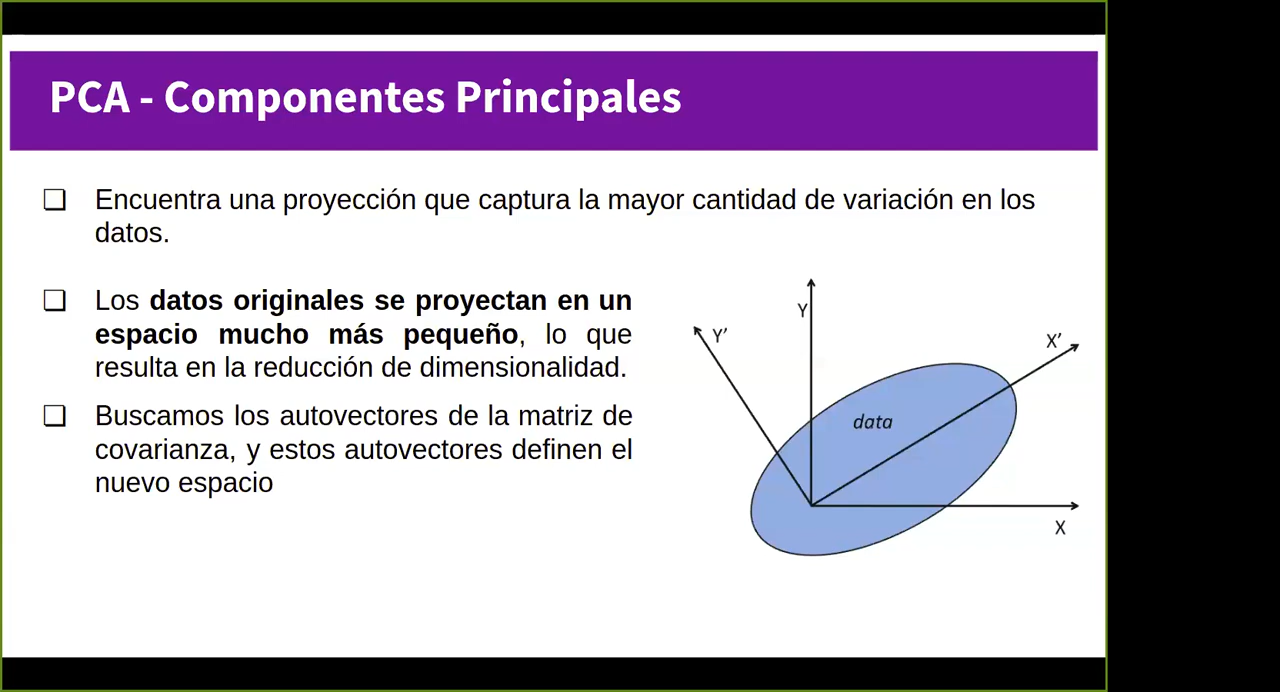 PCA - Componentes Principales
❏ Encuentra una proyección que captura la mayor cantidad de variación en los
datos.
❏ Los datos originales se proyectan en un
espacio mucho más pequeño, lo que
resulta en la reducción de dimensionalidad.
❏ Buscamos los autovectores de la matriz de
covarianza, y estos autovectores definen el
nuevo espacio
Y
Y’
X’
data
X